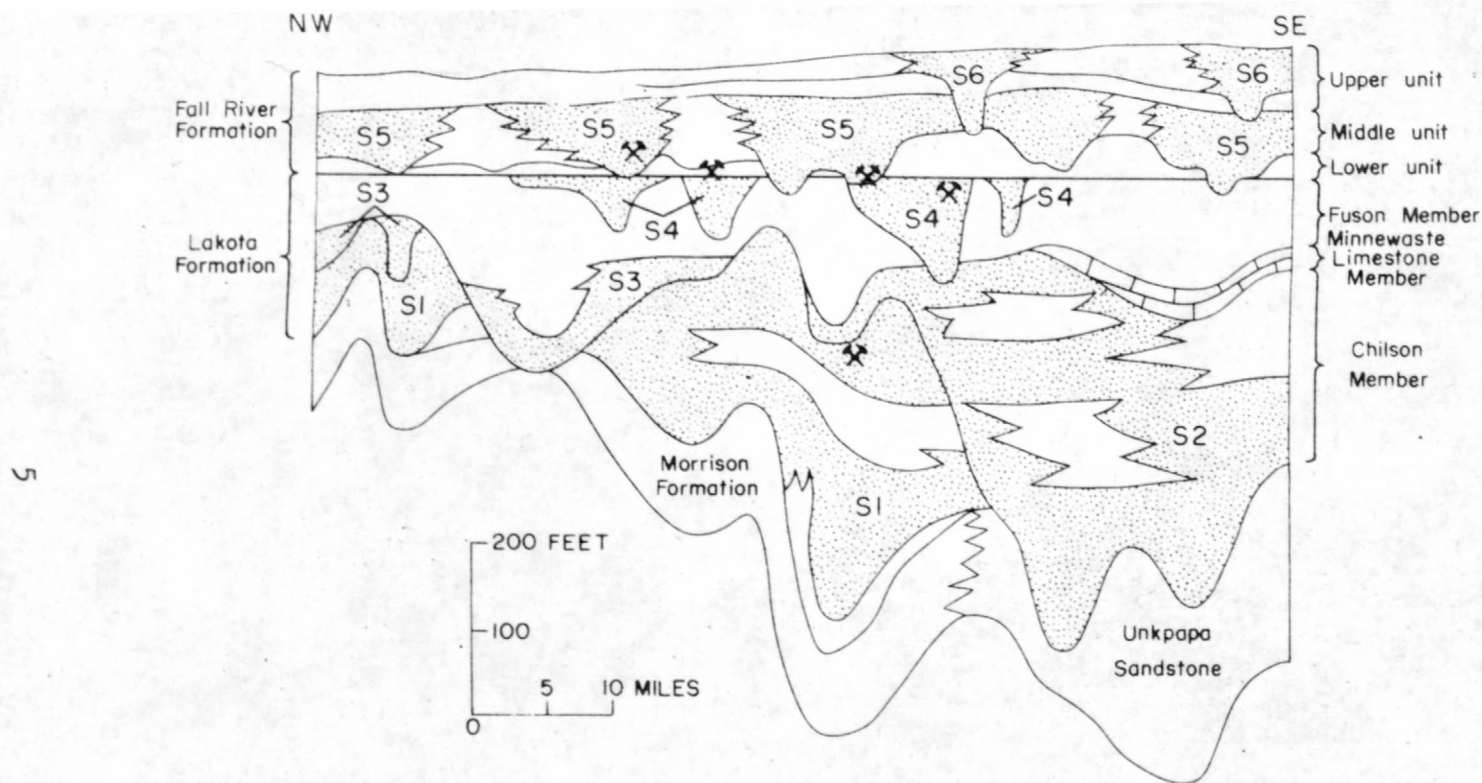 NW
SE
Fall River
Formation
Lakota
Formation
S6
S6
S5
S5
S5
S5
S3
S4
S4
S4
S3
S1
S2
S1
Upper unit
Middle unit
Lower unit
Fuson Member
Minnewaste
Limestone
Member
Chilson
Member
Morrison
Formation
Unkpapa
Sandstone
200 FEET
100
5 10 MILES
0
5